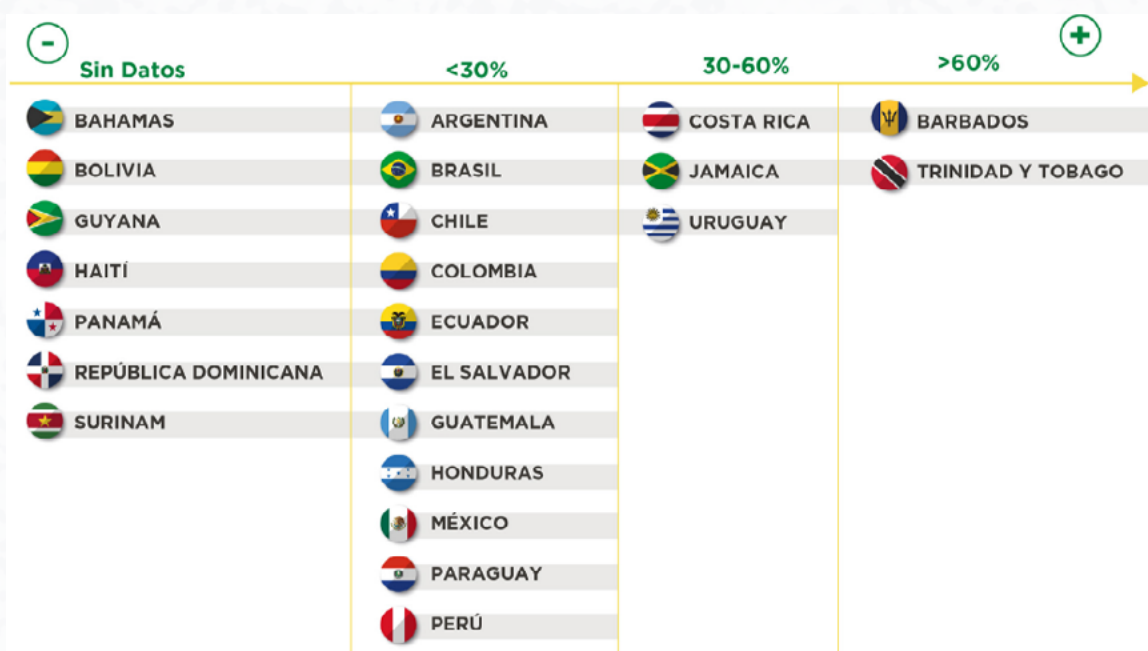 - +
Sin Datos <30% 30-60% >60%
BAHAMAS ARGENTINA COSTA RICA BARBADOS
BOLIVIA BRASIL JAMAICA TRINIDAD Y TOBAGO
GUYANA CHILE URUGUAY
HAITÍ COLOMBIA
PANAMÁ ECUADOR
REPÚBLICA DOMINICANA EL SALVADOR
SURINAM GUATEMALA
HONDURAS
MÉXICO
PARAGUAY
PERÚ